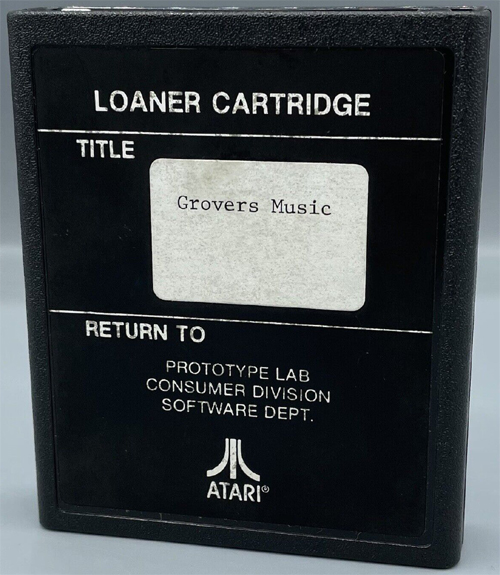 LOANER CARTRIDGE
TITLE
Grovers Music
RETURN TO
PROTOTYPE LAB
CONSUMER DIVISION
SOFTWARE DEPT.
ATARI®